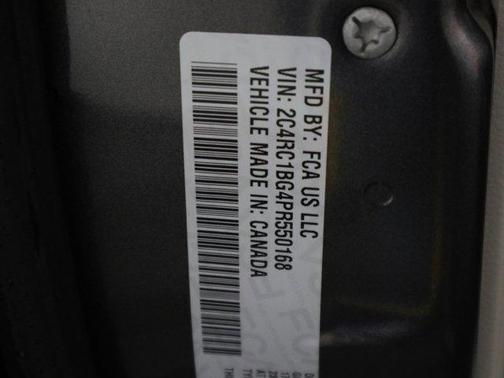 MFD BY: FCA US LLC
VIN: 2C4RC1BG4PR550168
VEHICLE MADE IN: CANADA